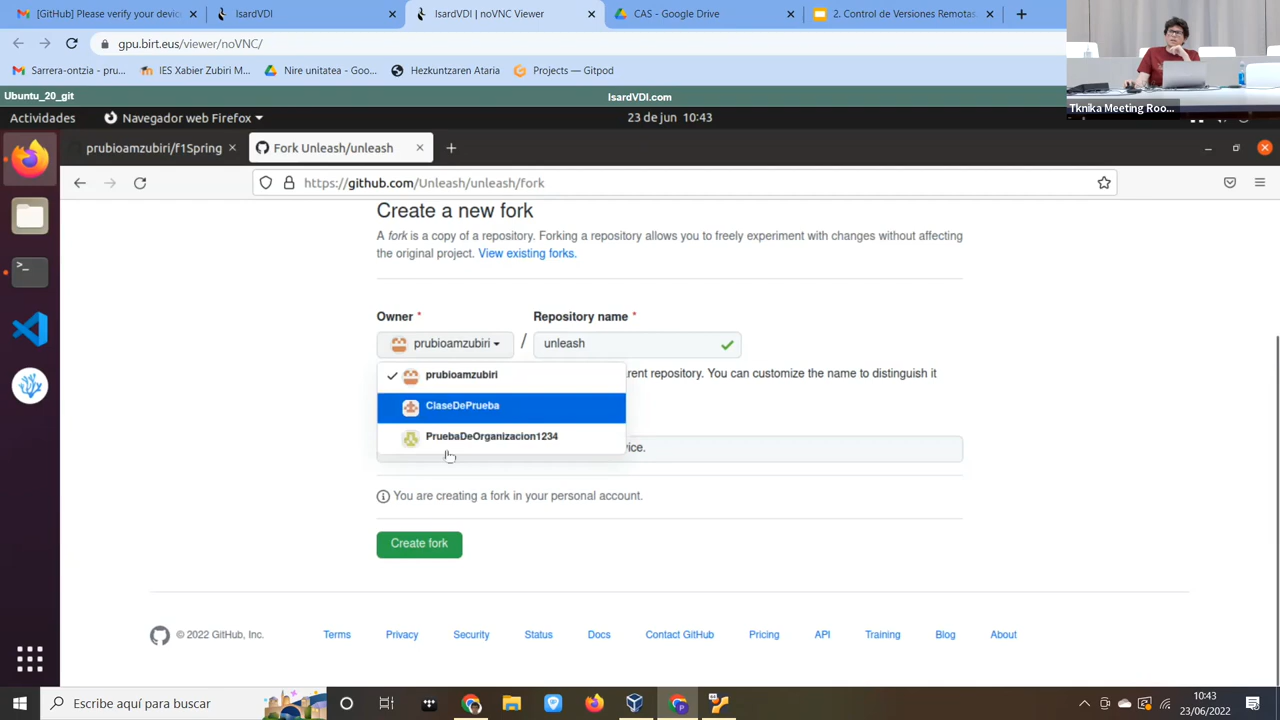 [GitHub] Please verify your devic
IsardVDI
IsardVDI | noVNC Viewer
CAS - Google Drive
2. Control de Versiones Remotas.
gpu.birt.eus/viewer/noVNC/
Sarrera-ontzia - pru...
IES Xabier Zubiri M...
Nire unitatea - Goo...
Hezkuntzaren Ataria
Projects — Gitpod
Ubuntu_20_git
IsardVDI.com
Tknika Meeting Roo...
Actividades
Navegador web Firefox
23 de jun 10:43
prubioamzubiri/f1Spring
Fork Unleash/unleash
https://github.com/Unleash/unleash/fork
Create a new fork
A fork is a copy of a repository. Forking a repository allows you to freely experiment with changes without affecting
the original project. View existing forks.
Owner *
Repository name *
prubioamzubiri
/
unleash
prubioamzubiri
rent repository. You can customize the name to distinguish it
ClaseDePrueba
PruebaDeOrganizacion1234
ice.
You are creating a fork in your personal account.
Create fork
© 2022 GitHub, Inc.
Terms
Privacy
Security
Status
Docs
Contact GitHub
Pricing
API
Training
Blog
About
Escribe aquí para buscar
10:43
23/06/2022